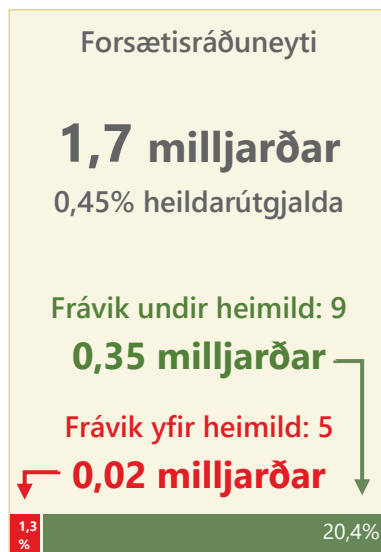 Forsætisráðuneyti
1,7 milljarðar
0,45% heildarútgjalda
Frávik undir heimild: 9
0,35 milljarðar
Frávik yfir heimild: 5
0,02 milljarðar
1,3
%
20,4%